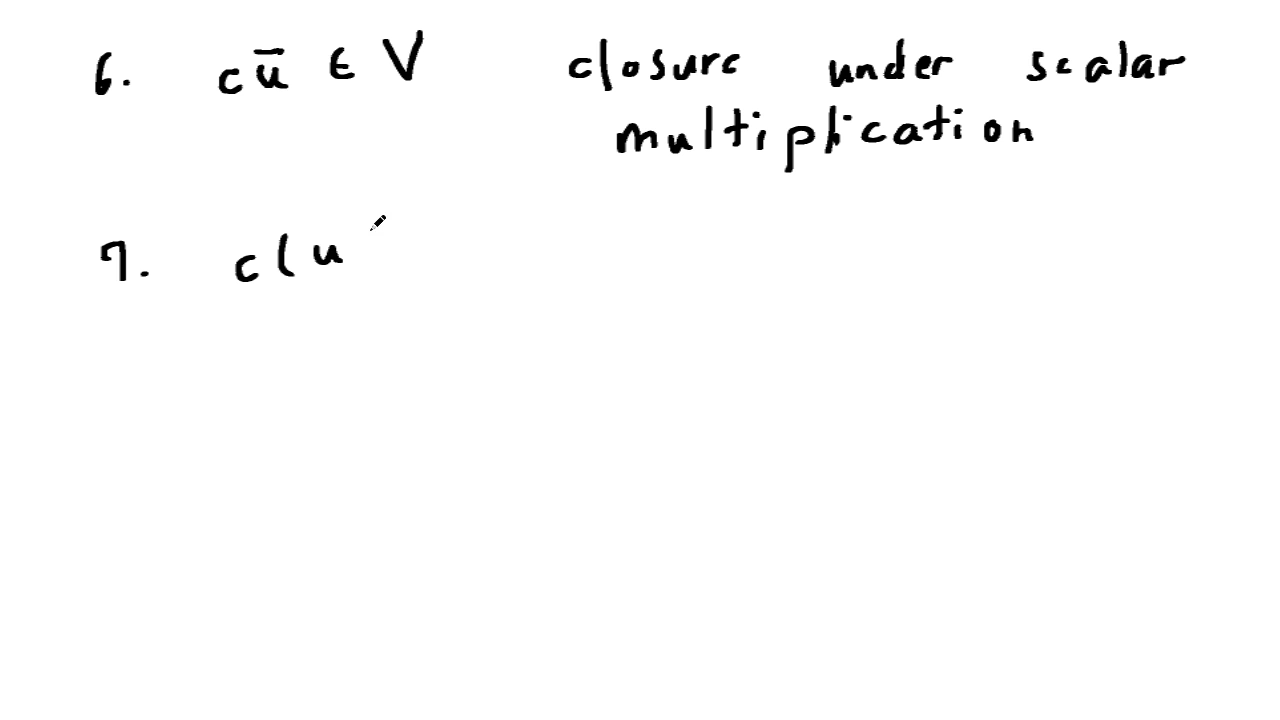 6. cū ∈ V closure under scalar
multiplication
7. c(u